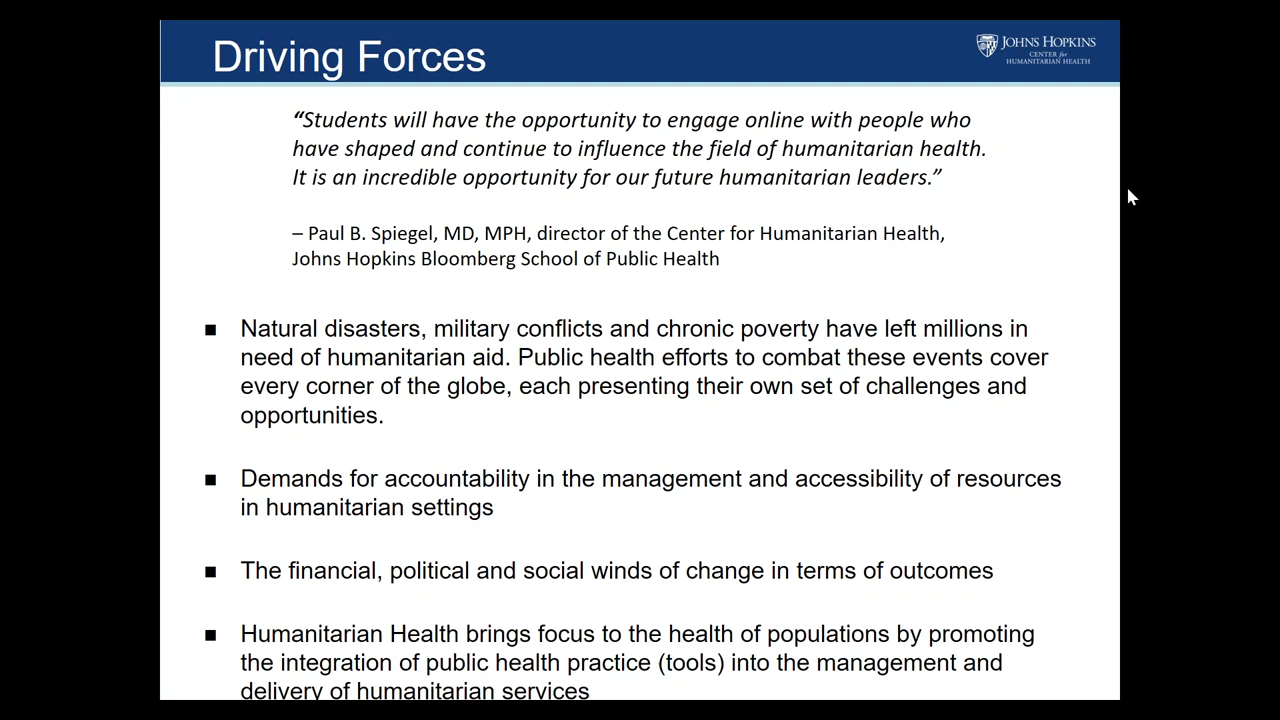 Driving Forces
JOHNS HOPKINS
CENTER for
HUMANITARIAN HEALTH
“Students will have the opportunity to engage online with people who
have shaped and continue to influence the field of humanitarian health.
It is an incredible opportunity for our future humanitarian leaders.”
– Paul B. Spiegel, MD, MPH, director of the Center for Humanitarian Health,
Johns Hopkins Bloomberg School of Public Health
■ Natural disasters, military conflicts and chronic poverty have left millions in
need of humanitarian aid. Public health efforts to combat these events cover
every corner of the globe, each presenting their own set of challenges and
opportunities.
■ Demands for accountability in the management and accessibility of resources
in humanitarian settings
■ The financial, political and social winds of change in terms of outcomes
■ Humanitarian Health brings focus to the health of populations by promoting
the integration of public health practice (tools) into the management and
delivery of humanitarian services